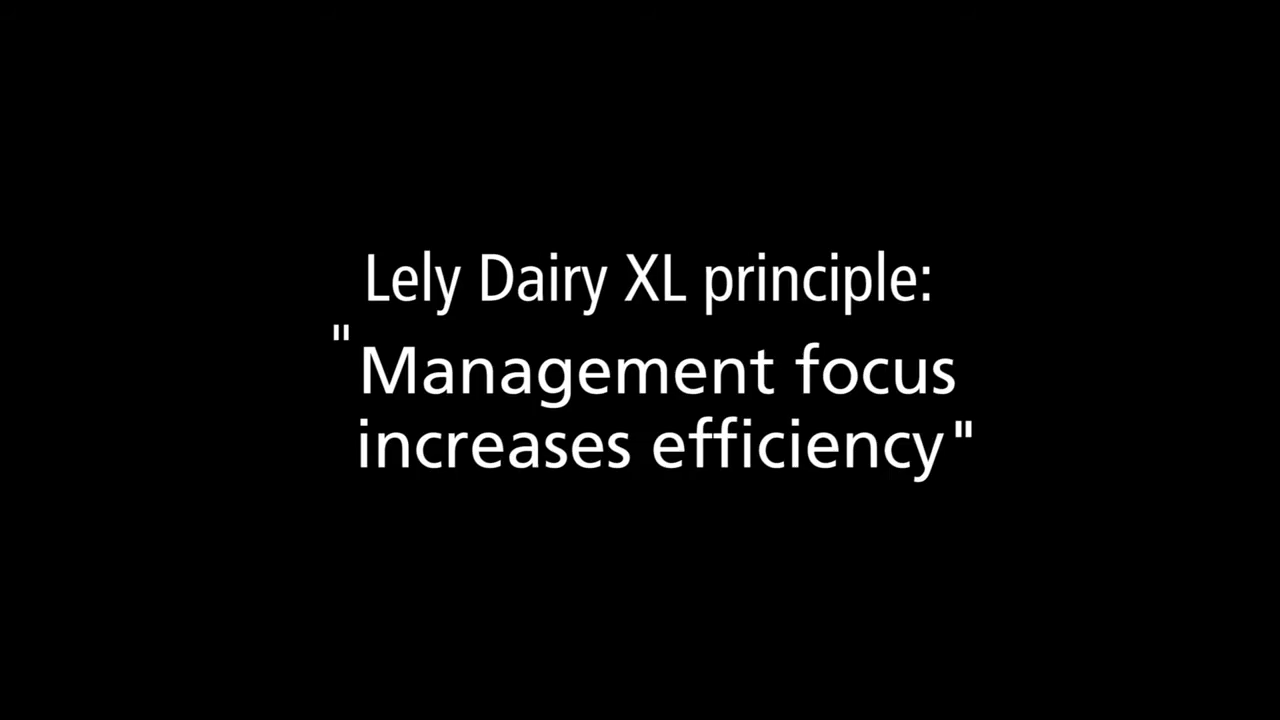 Lely Dairy XL principle:
"Management focus
increases efficiency"